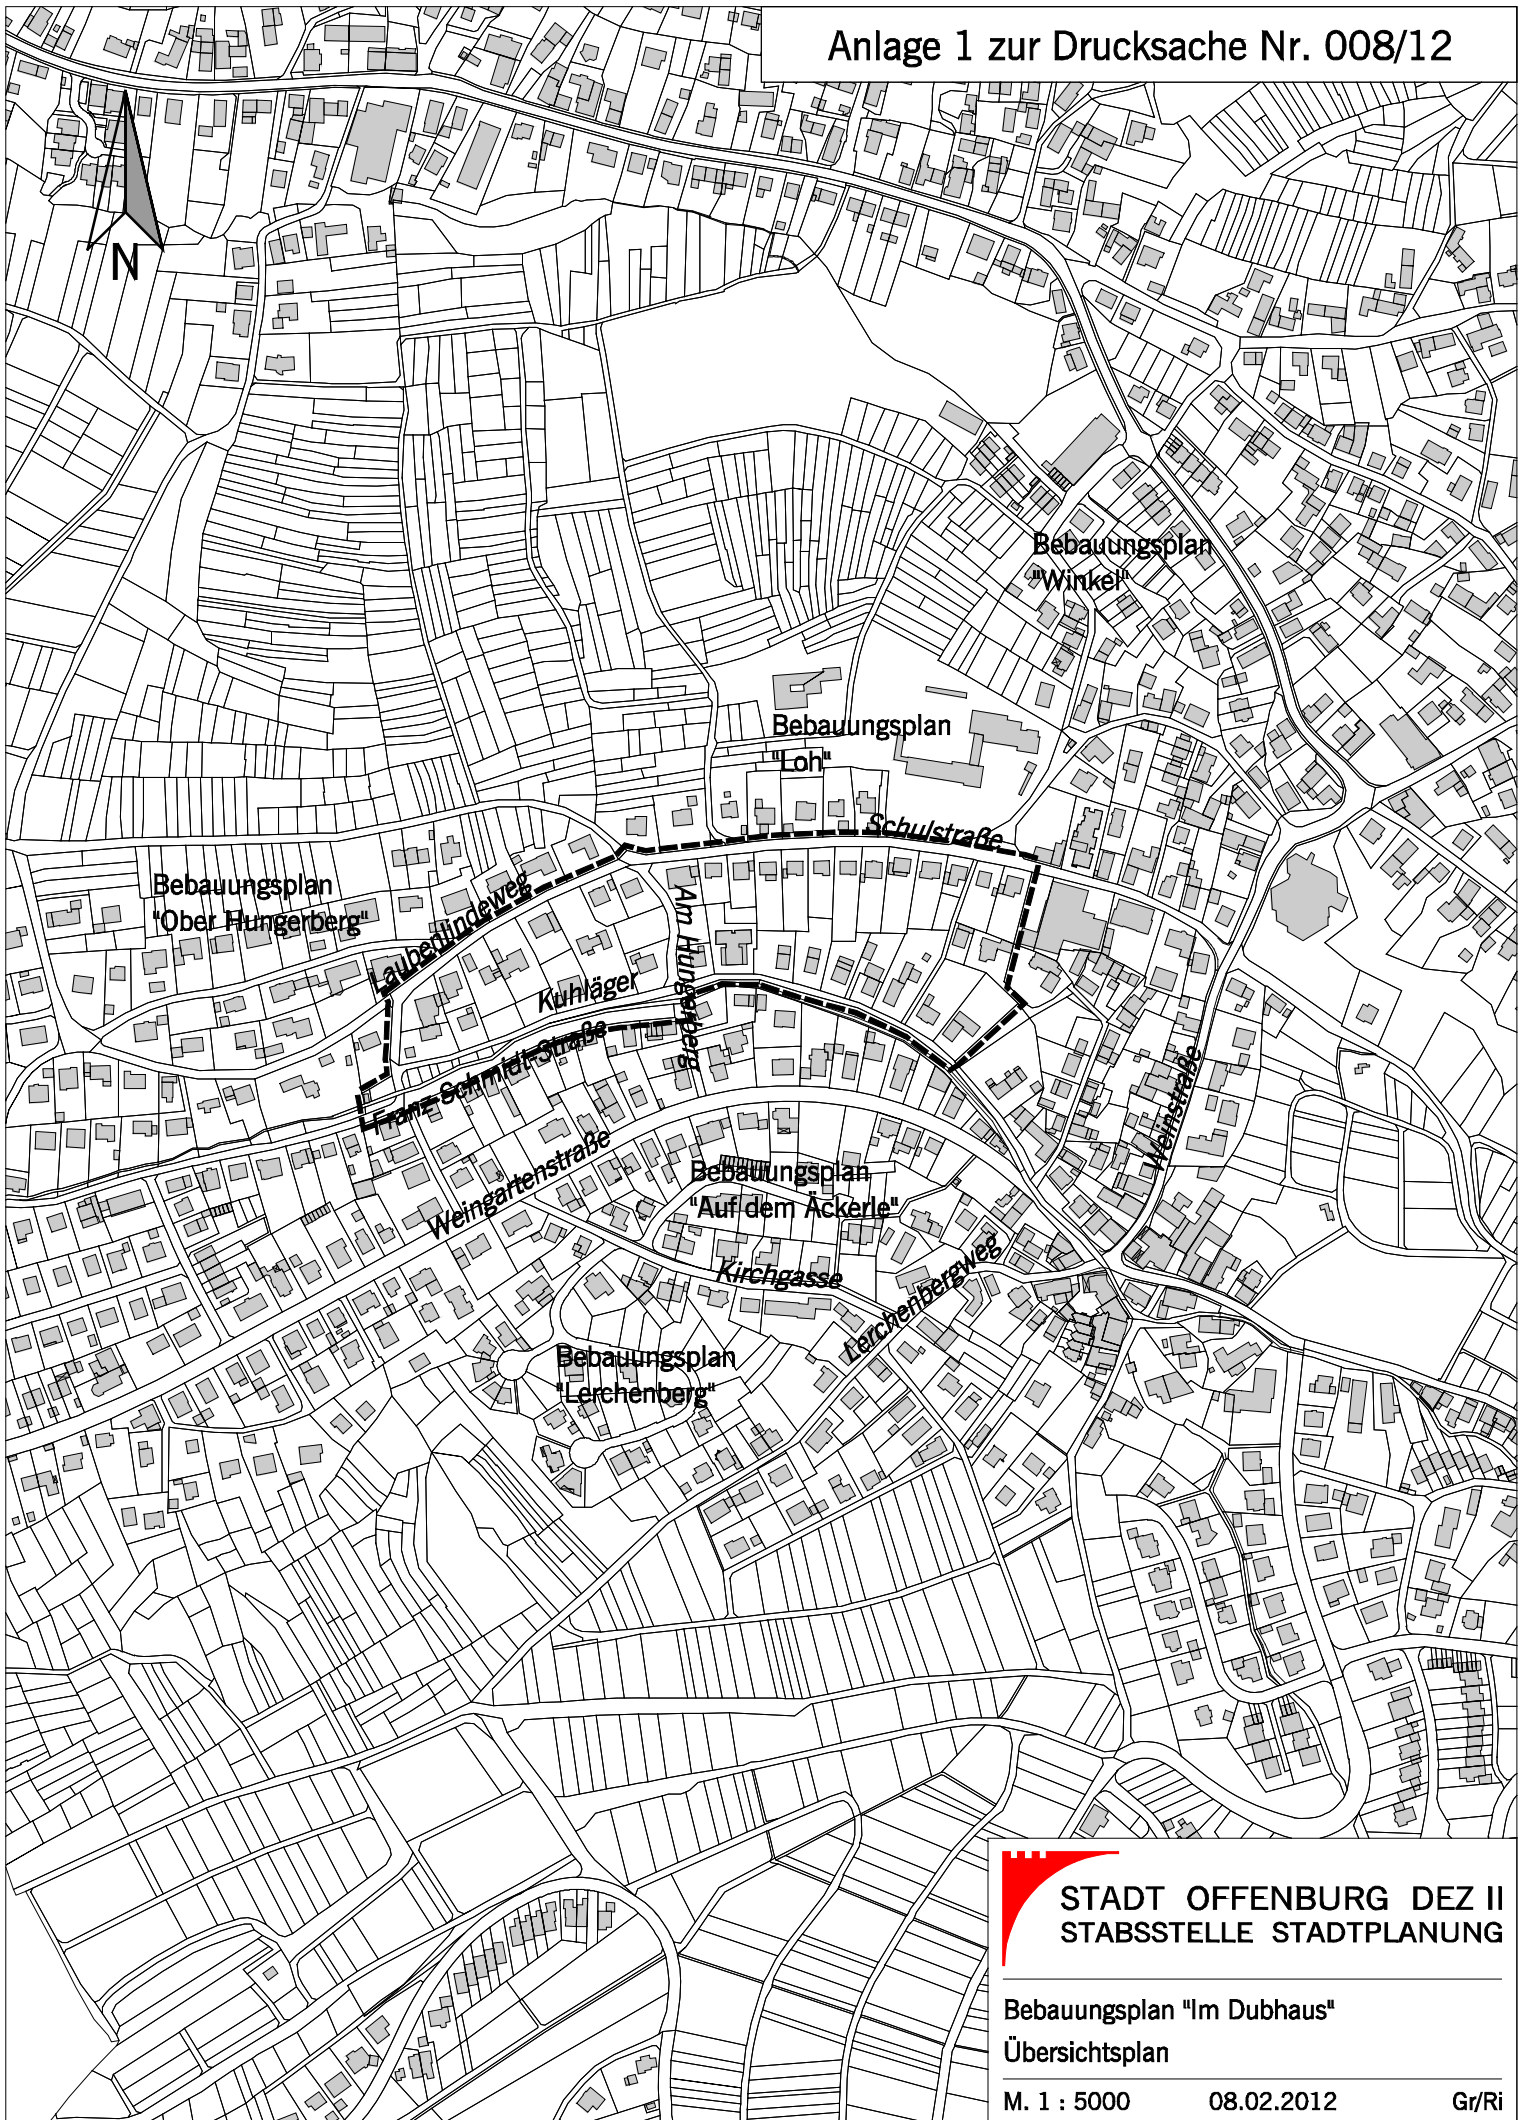 Anlage 1 zur Drucksache Nr. 008/12
N
Bebauungsplan
"Winkel"
Bebauungsplan
"Loh"
Schulstraße
Bebauungsplan
"Ober Hungerberg"
Laubenlindeweg
Am Hungerberg
Kuhläger
Franz-Schmidt-Straße
Weinstraße
Weingartenstraße
Bebauungsplan
"Auf dem Äckerle"
Kirchgasse
Lerchenbergweg
Bebauungsplan
"Lerchenberg"
STADT OFFENBURG DEZ II
STABSSTELLE STADTPLANUNG
Bebauungsplan "Im Dubhaus"
Übersichtsplan
M. 1 : 5000 08.02.2012 Gr/Ri